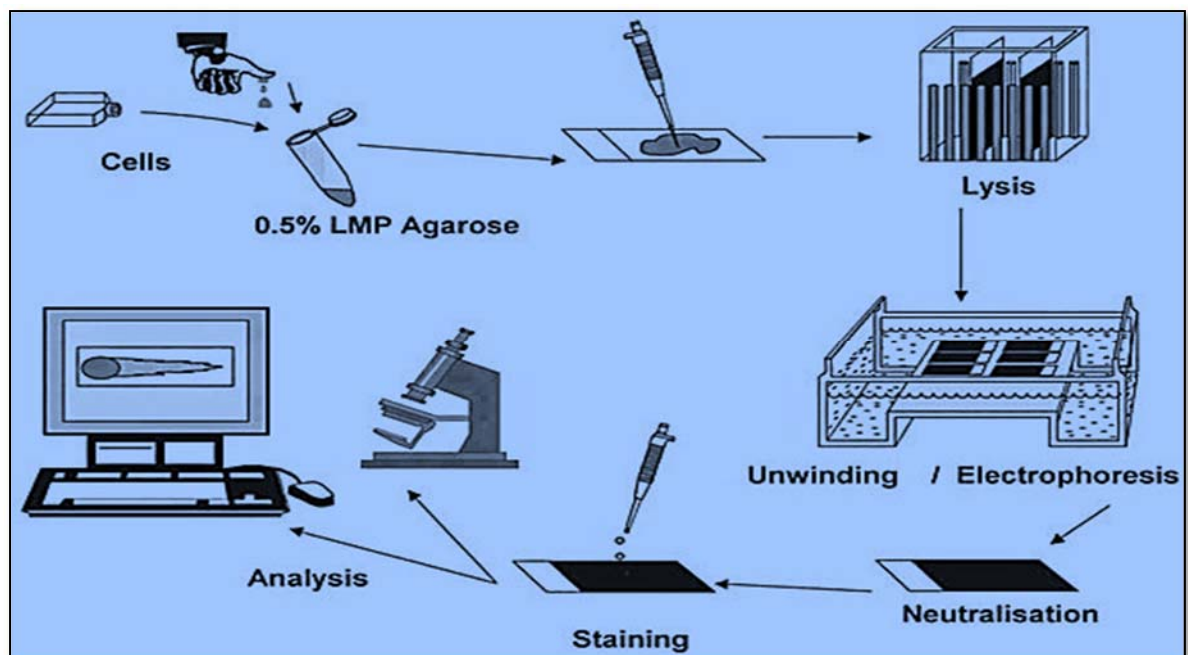 Cells
0.5% LMP Agarose
Lysis
Unwinding / Electrophoresis
Neutralisation
Staining
Analysis